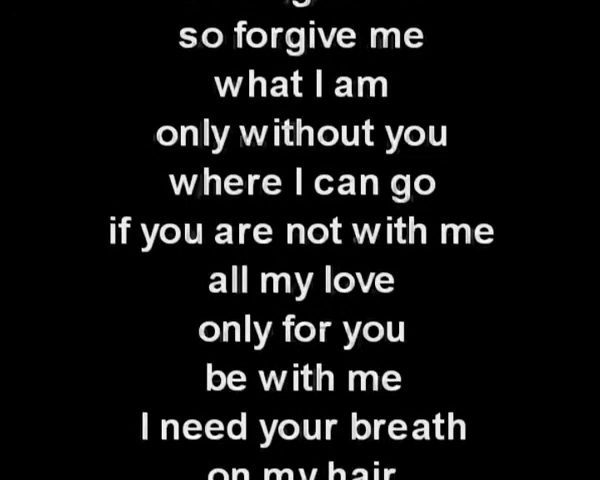 so forgive me
what I am
only without you
where I can go
if you are not with me
all my love
only for you
be with me
I need your breath
on my hair